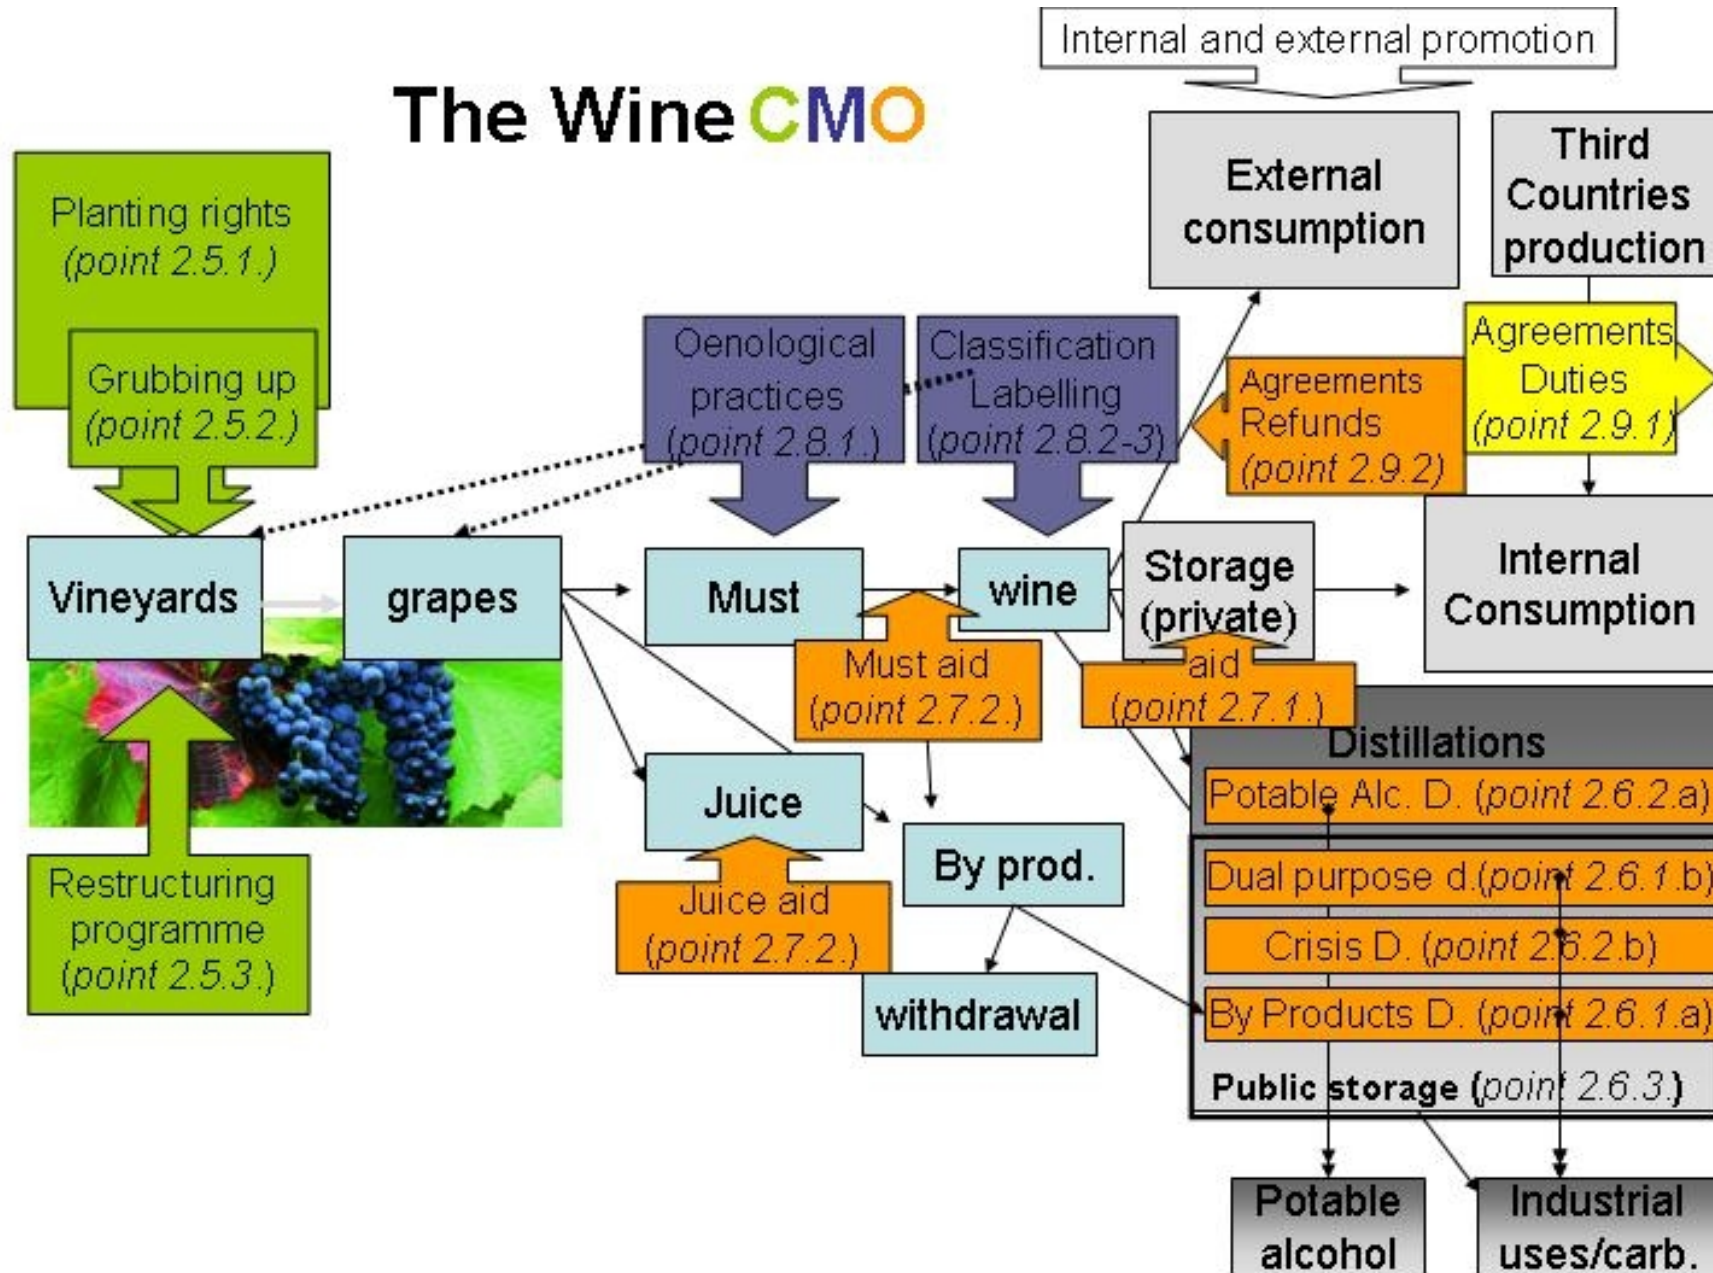 Internal and external promotion
The Wine CMO
External
consumption
Third
Countries
production
Planting rights
(point 2.5.1.)
Grubbing up
(point 2.5.2.)
Oenological
practices
(point 2.8.1.)
Classification
Labelling
(point 2.8.2-3)
Agreements
Refunds
(point 2.9.2)
Agreements
Duties
(point 2.9.1)
Vineyards
grapes
Must
wine
Storage
(private)
Internal
Consumption
Must aid
(point 2.7.2.)
aid
(point 2.7.1.)
Distillations
Potable Alc. D. (point 2.6.2.a)
Dual purpose d.(point 2.6.1.b)
Crisis D. (point 2.6.2.b)
By Products D. (point 2.6.1.a)
Public storage (point 2.6.3.)
Juice
Juice aid
(point 2.7.2.)
By prod.
withdrawal
Restructuring
programme
(point 2.5.3.)
Potable
alcohol
Industrial
uses/carb.